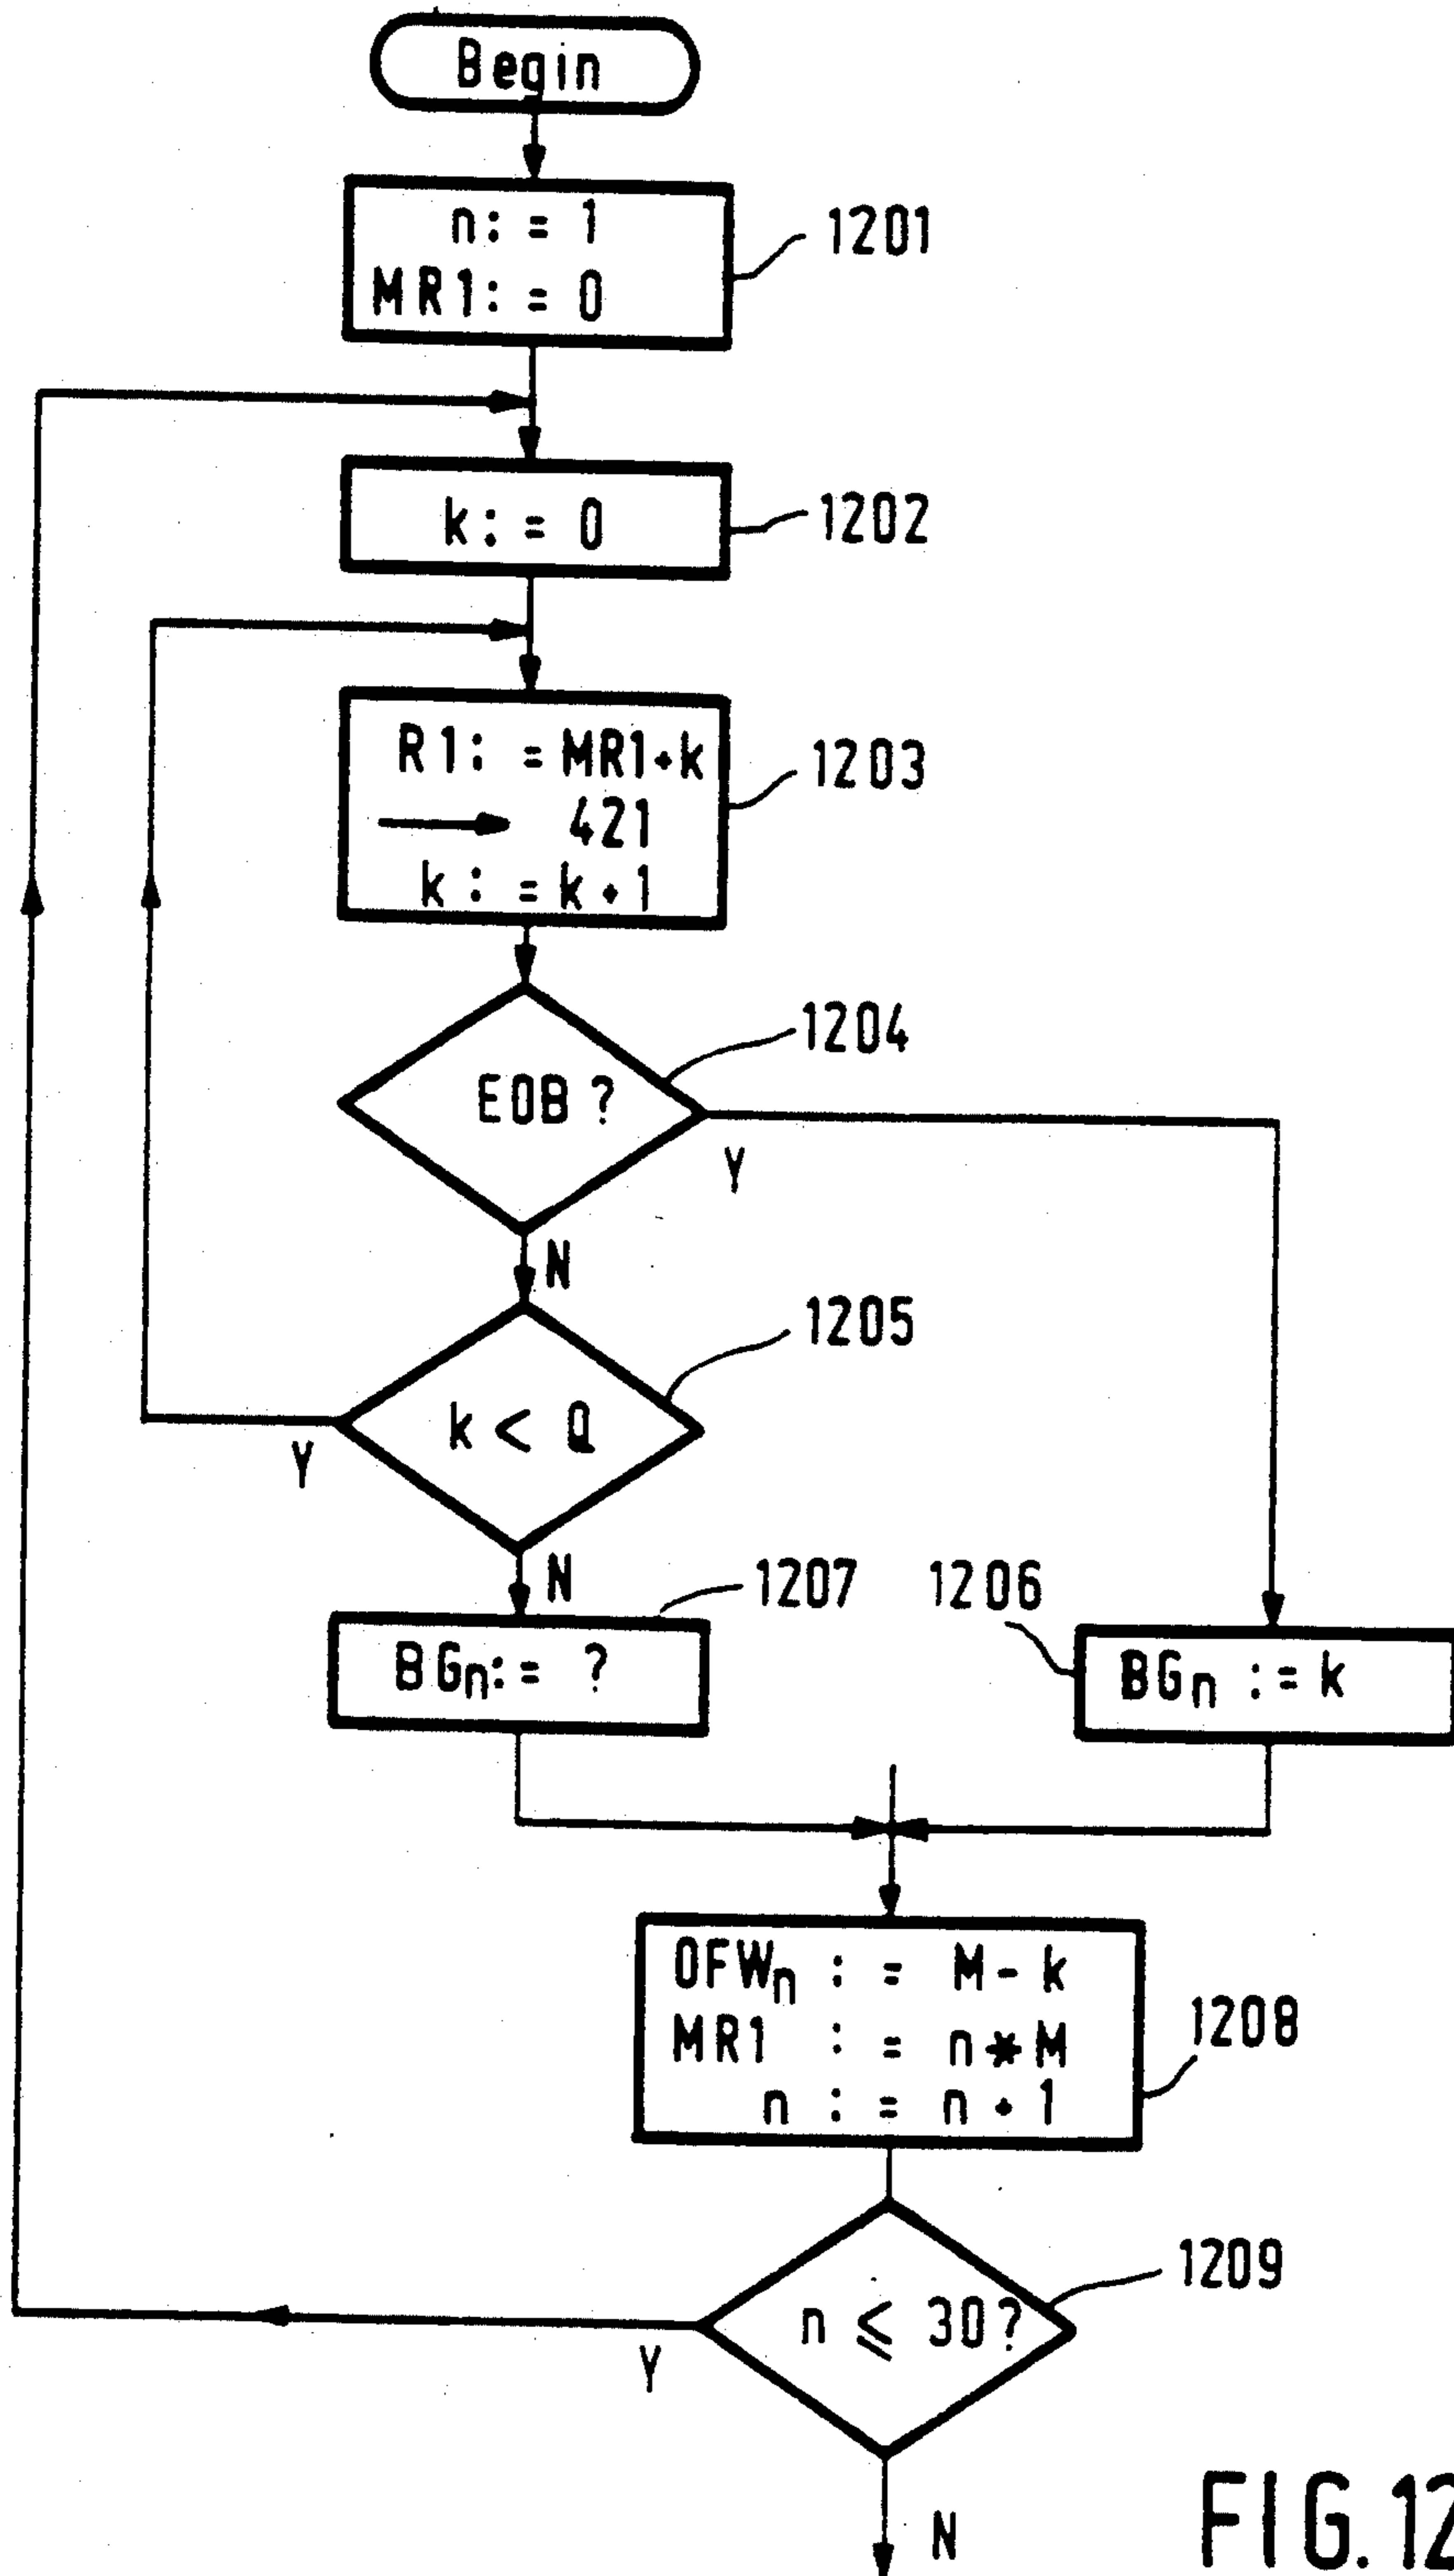 Begin
n: = 1
MR1: = 0
1201
k: = 0
1202
R1: = MR1+k
421
k : = k + 1
1203
EOB ?
1204
Y
N
k < Q
1205
Y
N
1207
BGn: = ?
1206
BGn := k
OFWn : = M - k
MR1 : = n * M
n : = n + 1
1208
n ≤ 30?
1209
Y
N
FIG. 12